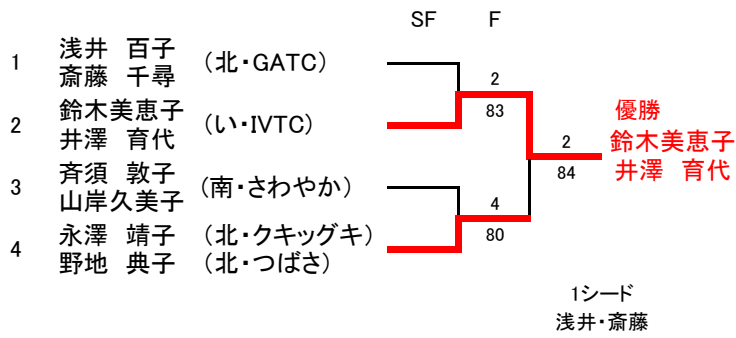 SF F
1 浅井 百子 (北・GATC)
斎藤 千尋
2 鈴木美恵子 (い・IVTC)
井澤 育代
3 斉須 敦子 (南・さわやか)
山岸久美子
4 永澤 靖子 (北・クキッグキ)
野地 典子 (北・つばさ)
2
83
4
80
2
84
優勝
鈴木美恵子
井澤 育代
1シード
浅井・斎藤